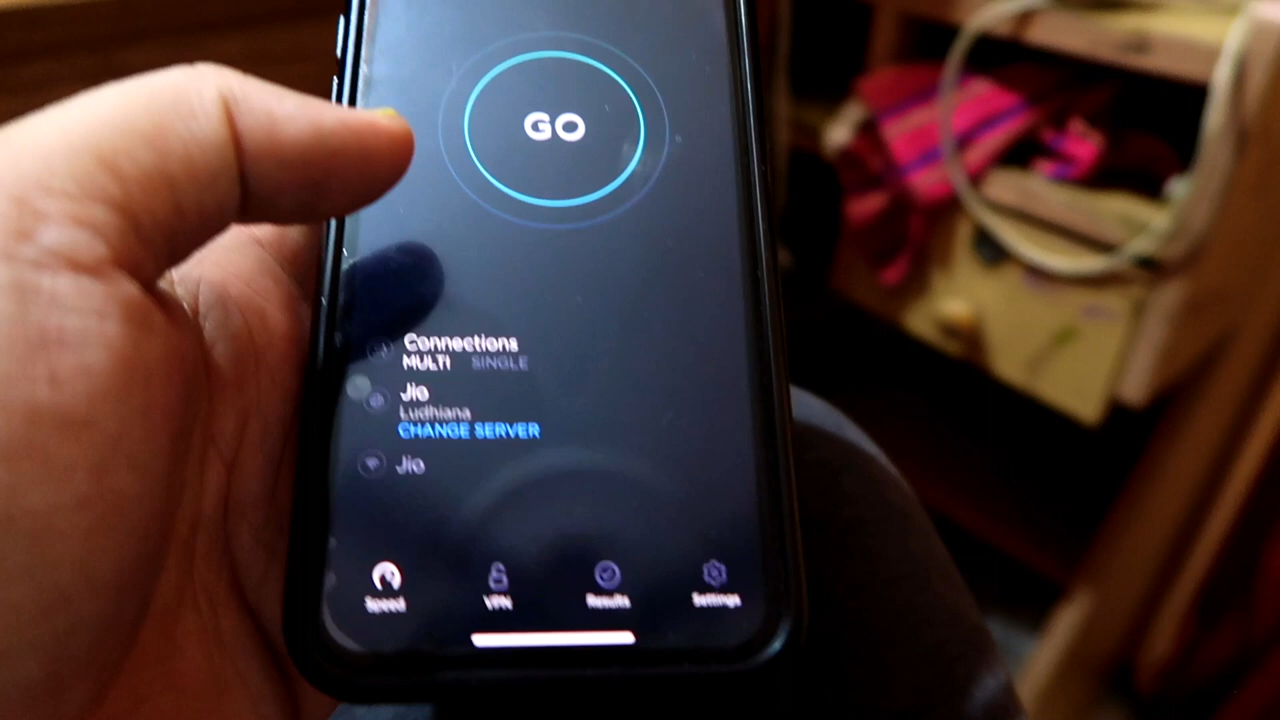 GO
Connections
MULTI SINGLE
Jio
Ludhiana
CHANGE SERVER
Jio
Speed VPN Results Settings